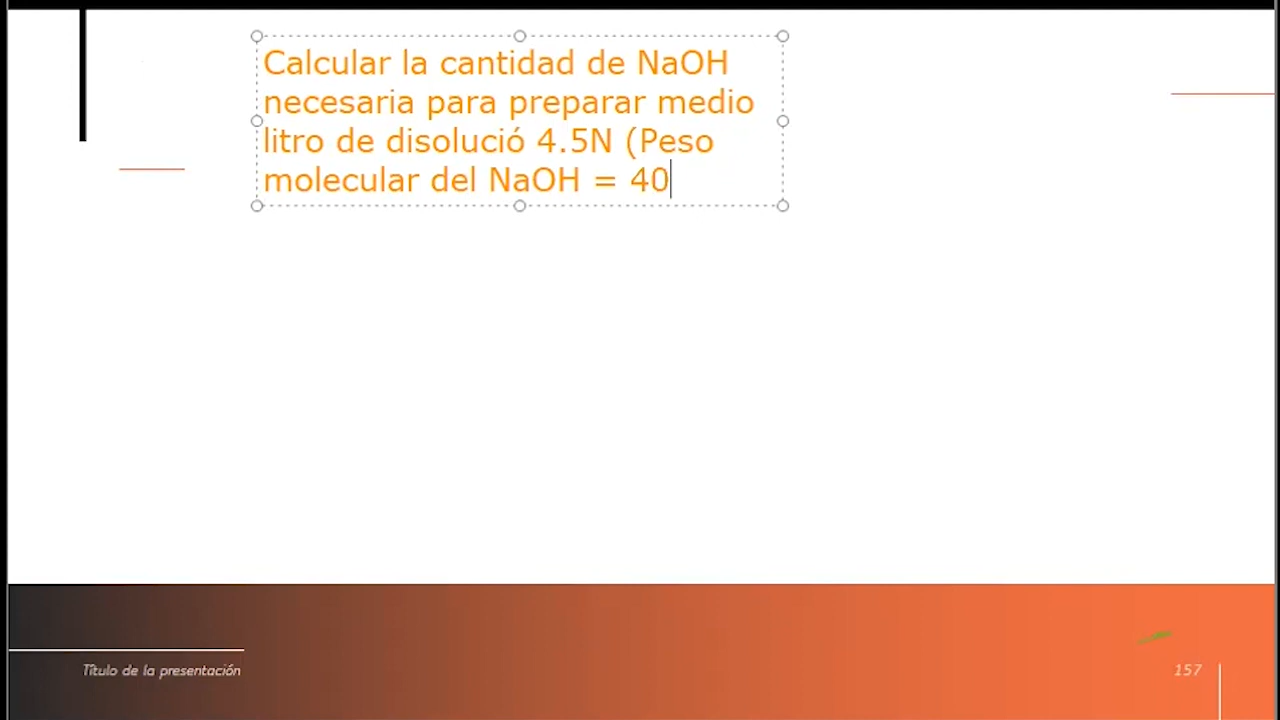 Calcular la cantidad de NaOH
necesaria para preparar medio
litro de disolució 4.5N (Peso
molecular del NaOH = 40
Título de la presentación
157